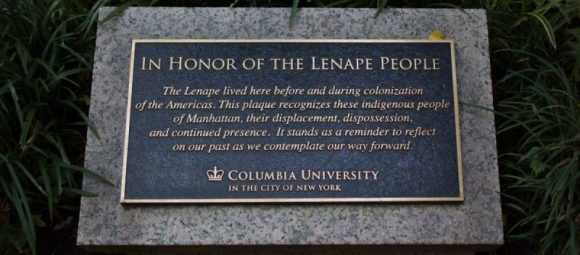 IN HONOR OF THE LENAPE PEOPLE
The Lenape lived here before and during colonization
of the Americas. This plaque recognizes these indigenous people
of Manhattan, their displacement, dispossession,
and continued presence. It stands as a reminder to reflect
on our past as we contemplate our way forward.
COLUMBIA UNIVERSITY
IN THE CITY OF NEW YORK